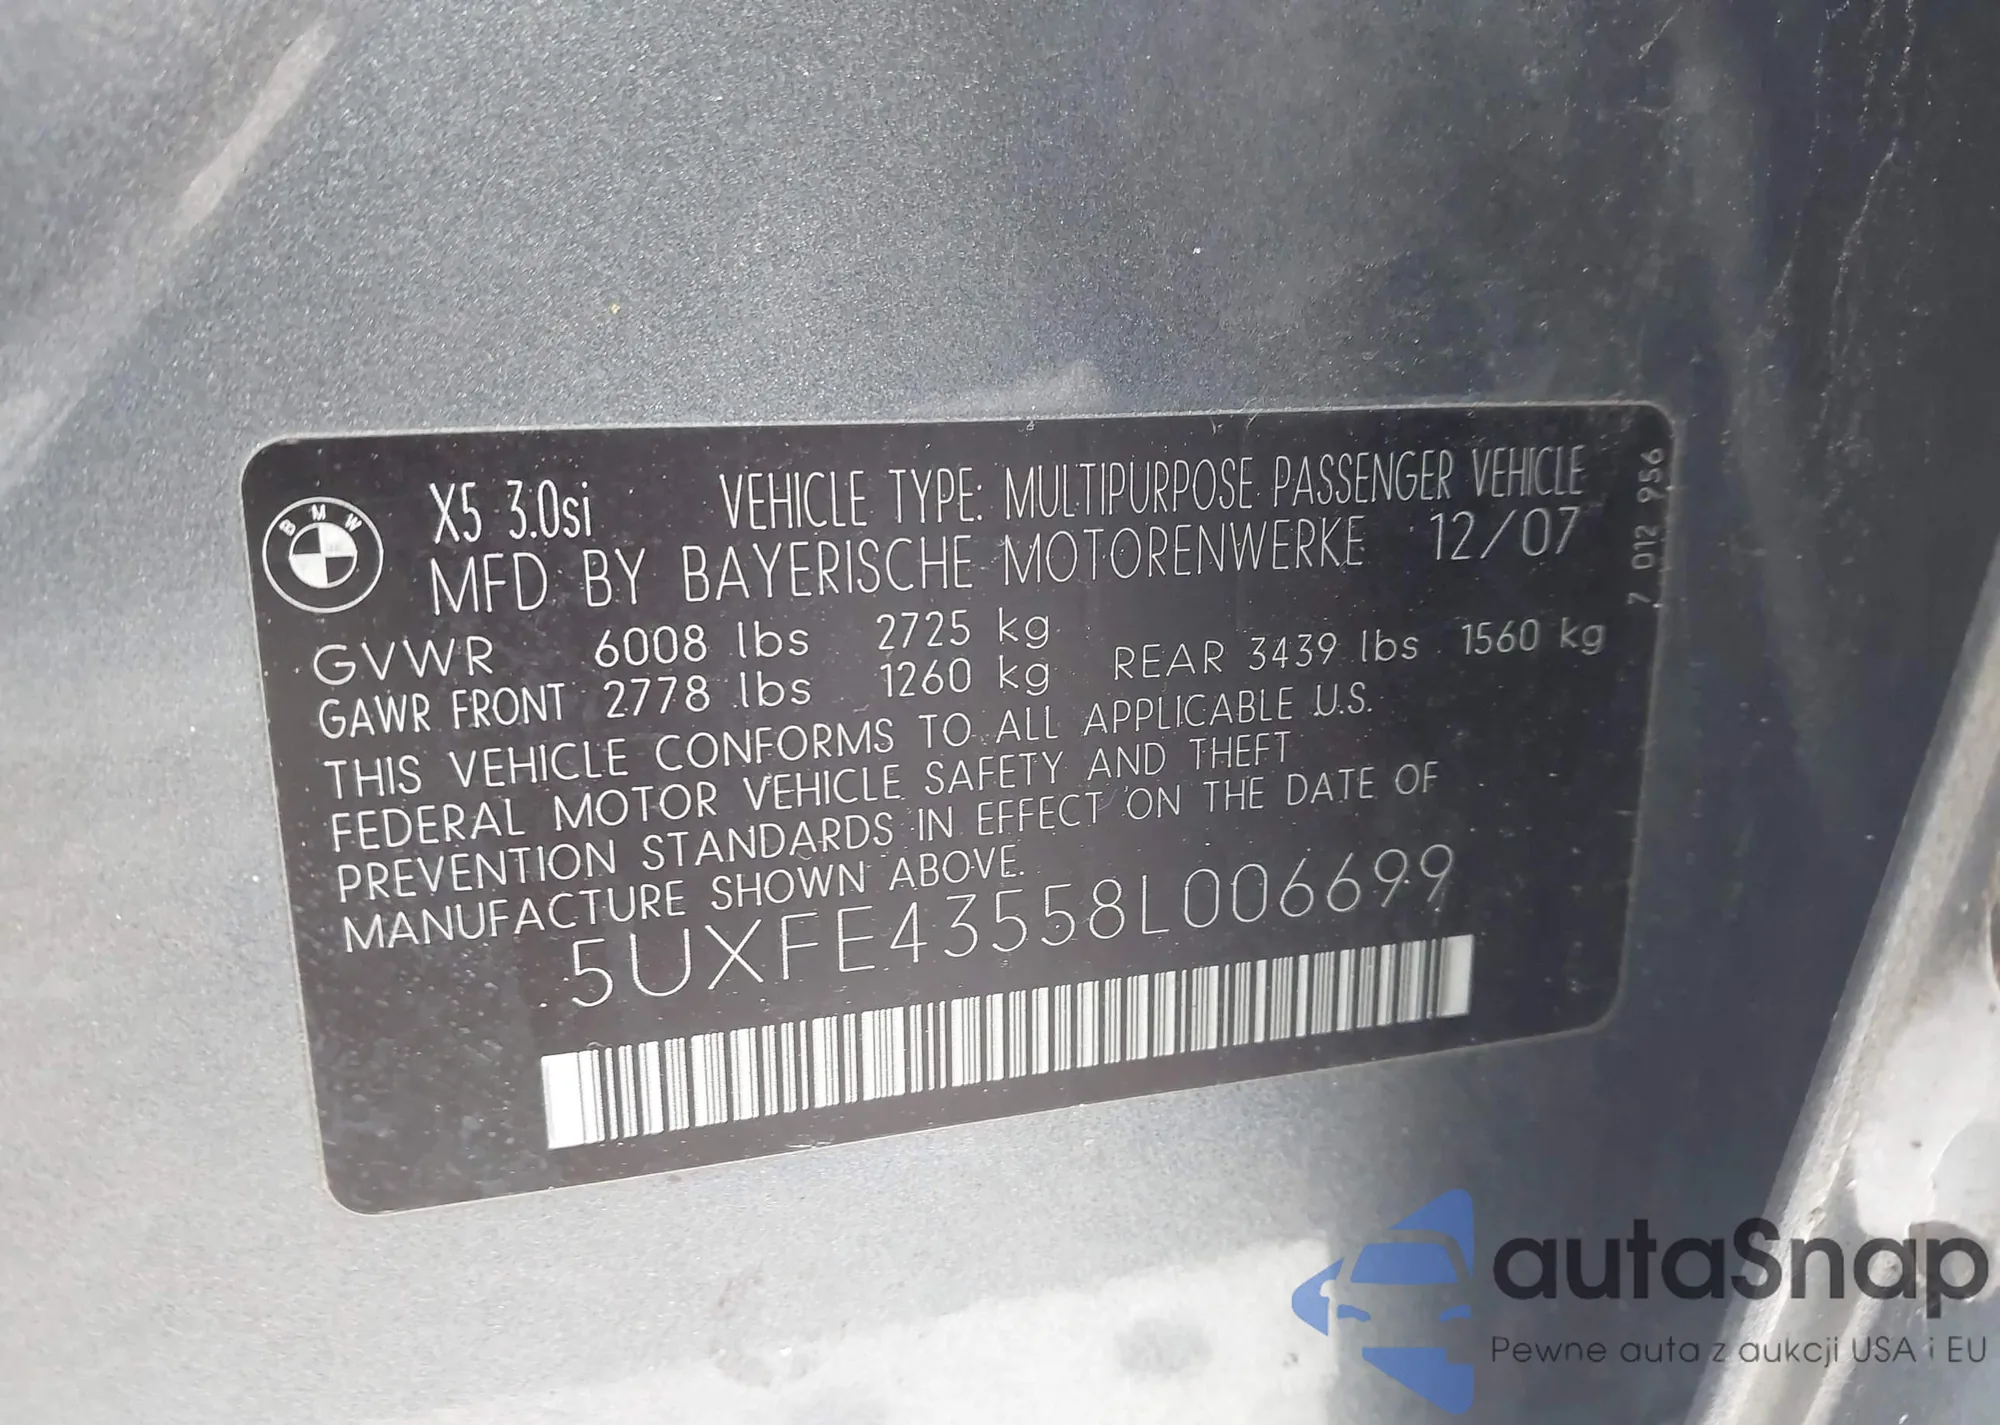 BMW
X5 3.0si VEHICLE TYPE: MULTIPURPOSE PASSENGER VEHICLE
MFD BY BAYERISCHE MOTORENWERKE 12/07
GVWR 6008 lbs 2725 kg
GAWR FRONT 2778 lbs 1260 kg REAR 3439 lbs 1560 kg
THIS VEHICLE CONFORMS TO ALL APPLICABLE U.S.
FEDERAL MOTOR VEHICLE SAFETY AND THEFT
PREVENTION STANDARDS IN EFFECT ON THE DATE OF
MANUFACTURE SHOWN ABOVE.
5UXFE43558L006699
7 012 956
autaSnap
Pewne auta z aukcji USA i EU